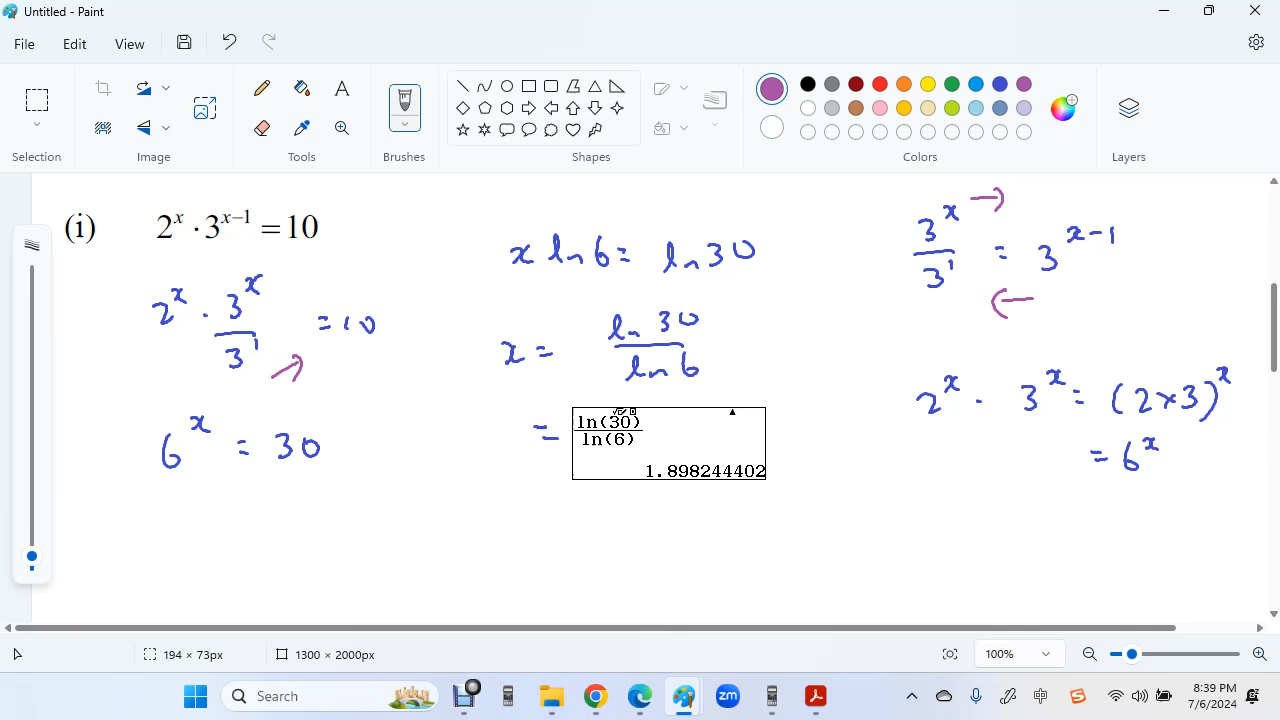 Untitled - Paint
File Edit View
Selection Image Tools Brushes Shapes Colors Layers
(i) 2^x · 3^(x−1) = 10
2^x · 3^x / 3^1 = 10
6^x = 30
x ln 6 = ln 30
x = ln 30 / ln 6
=
ln(30)
ln(6)
1.898244402
3^x / 3^1 = 3^(x-1)
2^x · 3^x = (2×3)^x
= 6^x
194 × 73px 1300 × 2000px 100%
Search zm 中 S 8:39 PM
7/6/2024